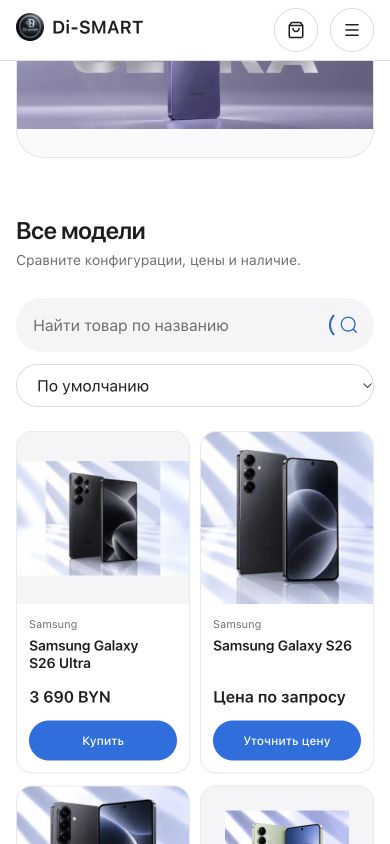 Di-SMART
ULTRA
Все модели
Сравните конфигурации, цены и наличие.
Найти товар по названию
По умолчанию
Samsung
Samsung Galaxy
S26 Ultra
3 690 BYN
Купить
Samsung
Samsung Galaxy S26
Цена по запросу
Уточнить цену